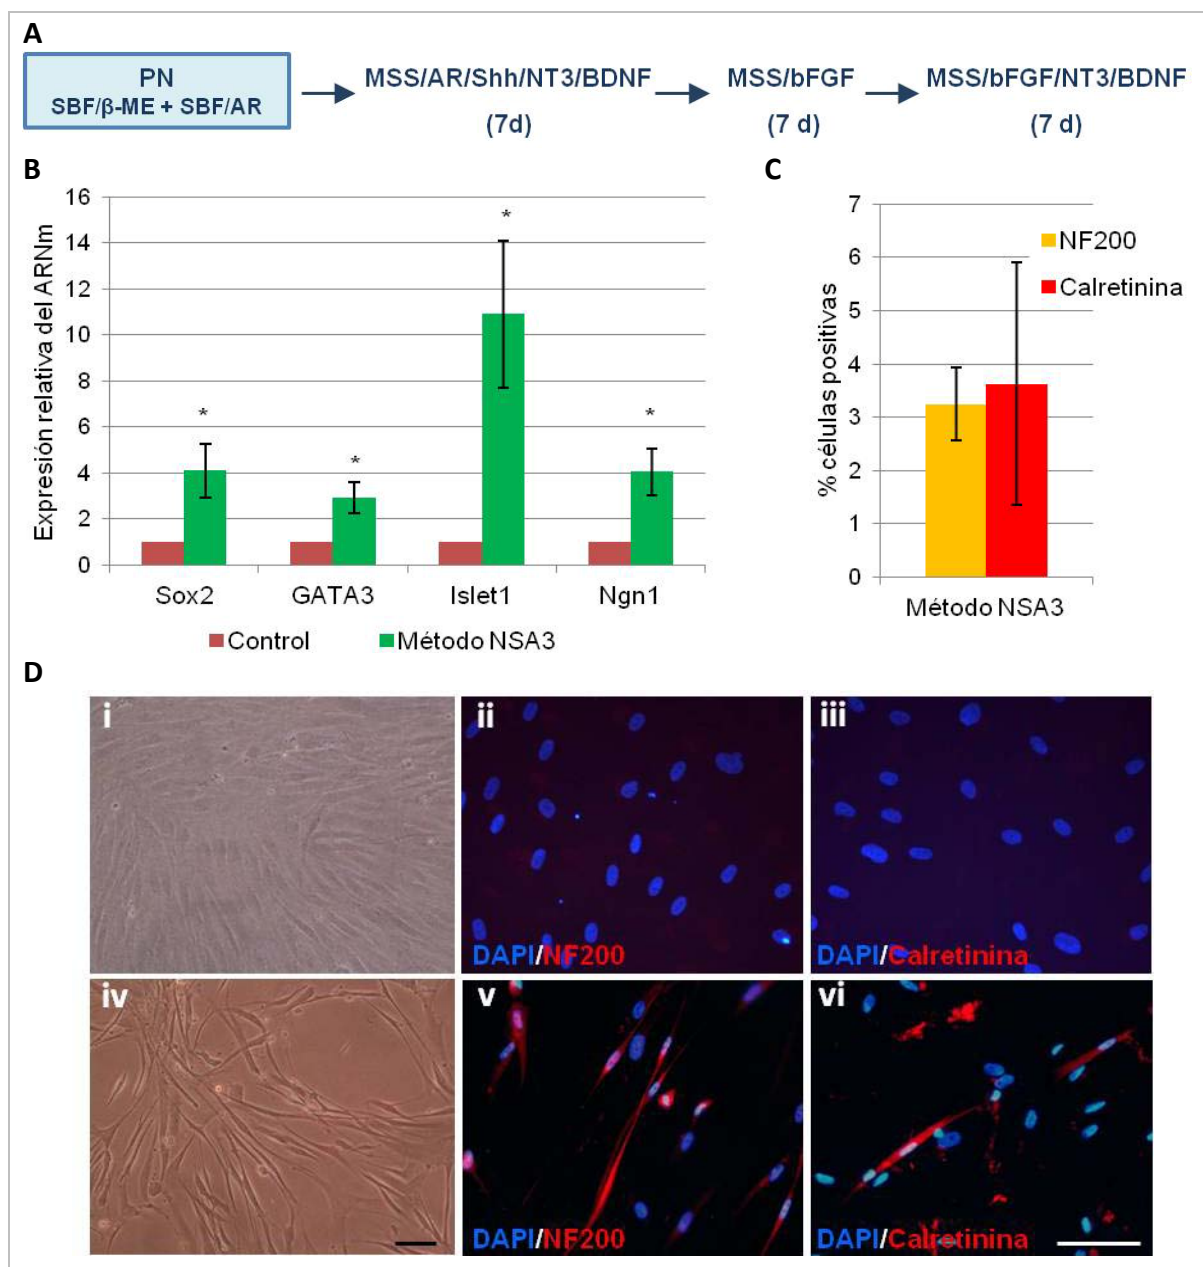 A
PN
SBF/β-ME + SBF/AR
MSS/AR/Shh/NT3/BDNF
(7d)
MSS/bFGF
(7 d)
MSS/bFGF/NT3/BDNF
(7 d)
B
Expresión relativa del ARNm
16
14
12
10
8
6
4
2
0
*
*
*
*
Sox2
GATA3
Islet1
Ngn1
Control
Método NSA3
C
% células positivas
7
6
5
4
3
2
1
0
NF200
Calretinina
Método NSA3
D
i
ii
DAPI/NF200
iii
DAPI/Calretinina
iv
v
DAPI/NF200
vi
DAPI/Calretinina